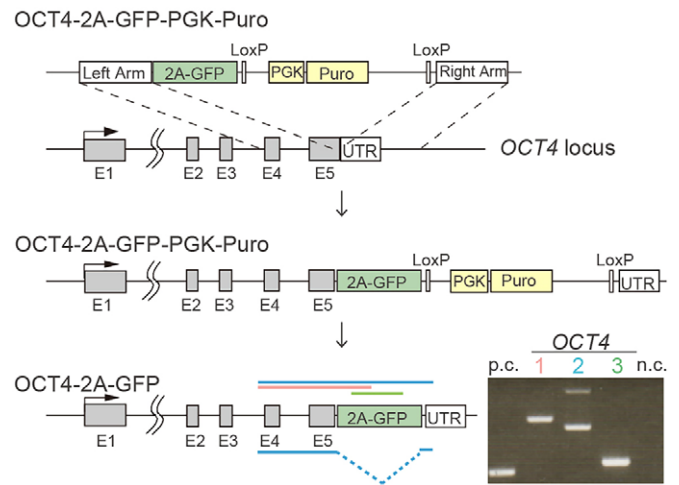 OCT4-2A-GFP-PGK-Puro
LoxP LoxP
Left Arm 2A-GFP PGK Puro Right Arm
UTR OCT4 locus
E1 E2 E3 E4 E5
OCT4-2A-GFP-PGK-Puro
LoxP LoxP
2A-GFP PGK Puro UTR
E1 E2 E3 E4 E5
OCT4
p.c. 1 2 3 n.c.
OCT4-2A-GFP
2A-GFP UTR
E1 E2 E3 E4 E5